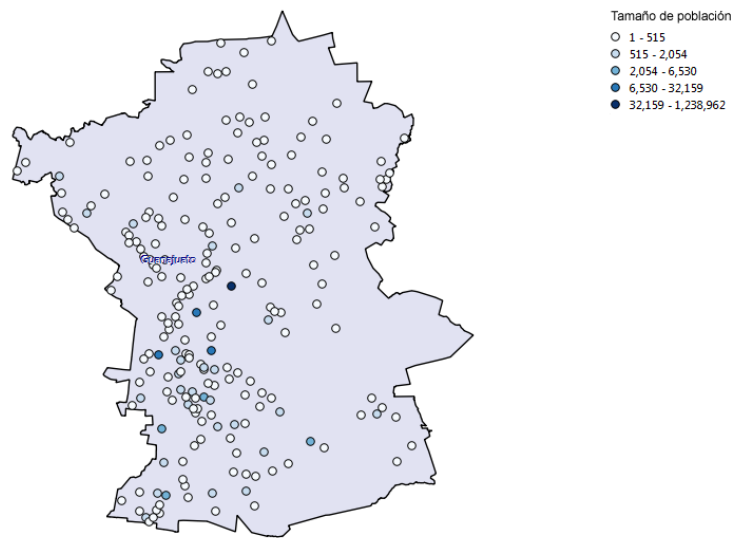 Tamaño de población
1 - 515
515 - 2,054
2,054 - 6,530
6,530 - 32,159
32,159 - 1,238,962
Guanajuato